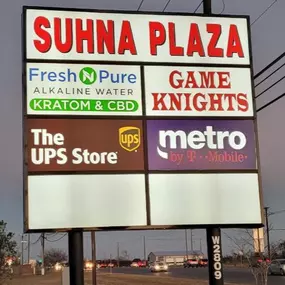 SUHNA PLAZA
Fresh N Pure
ALKALINE WATER
KRATOM & CBD
GAME
KNIGHTS
The
UPS Store
ups
metro
by T Mobile
W2809